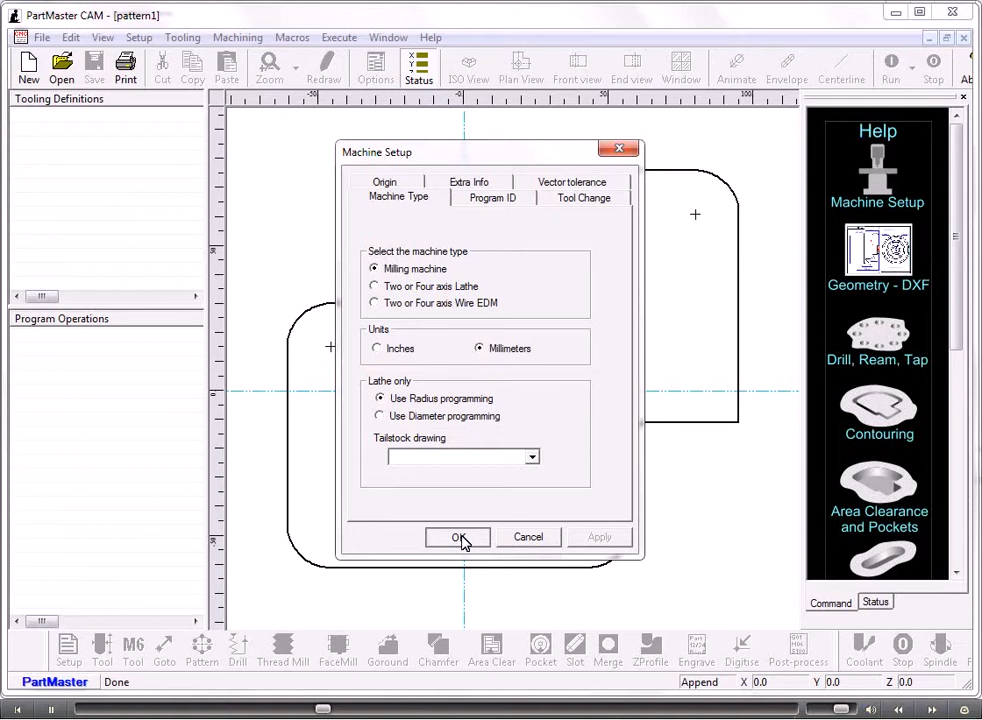 PartMaster CAM - [pattern1]
File Edit View Setup Tooling Machining Macros Execute Window Help
New Open Save Print Cut Copy Paste Zoom Redraw Options Status ISO View Plan View Front view End view Window Animate Envelope Centerline Run Stop
Tooling Definitions
-50 50 100
Machine Setup
Origin Extra Info Vector tolerance
Machine Type Program ID Tool Change
Select the machine type
Milling machine
Two or Four axis Lathe
Two or Four axis Wire EDM
Units
Inches Millimeters
Lathe only
Use Radius programming
Use Diameter programming
Tailstock drawing
OK Cancel Apply
Program Operations
50
0
-50
Help
Machine Setup
Geometry - DXF
Drill, Ream, Tap
Contouring
Area Clearance
and Pockets
Command Status
Setup Tool Tool Goto Pattern Drill Thread Mill FaceMill Goround Chamfer Area Clear Pocket Slot Merge ZProfile Engrave Digitise Post-process Coolant Stop Spindle
PartMaster Done Append X 0.0 Y 0.0 Z 0.0